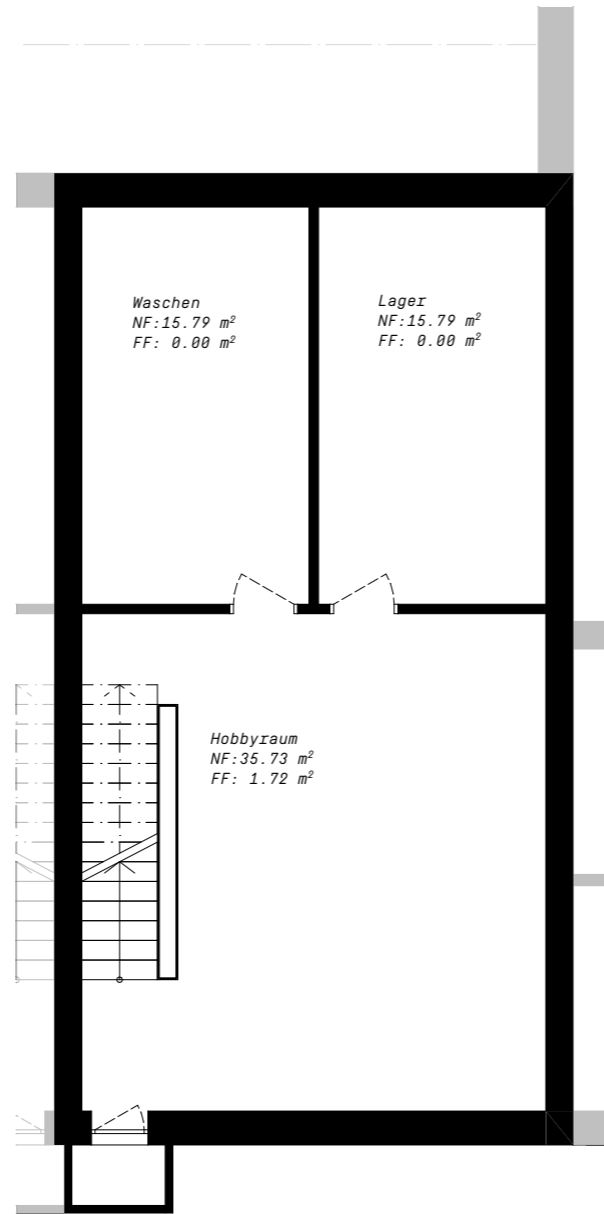 Waschen
NF:15.79 m²
FF: 0.00 m²
Lager
NF:15.79 m²
FF: 0.00 m²
Hobbyraum
NF:35.73 m²
FF: 1.72 m²